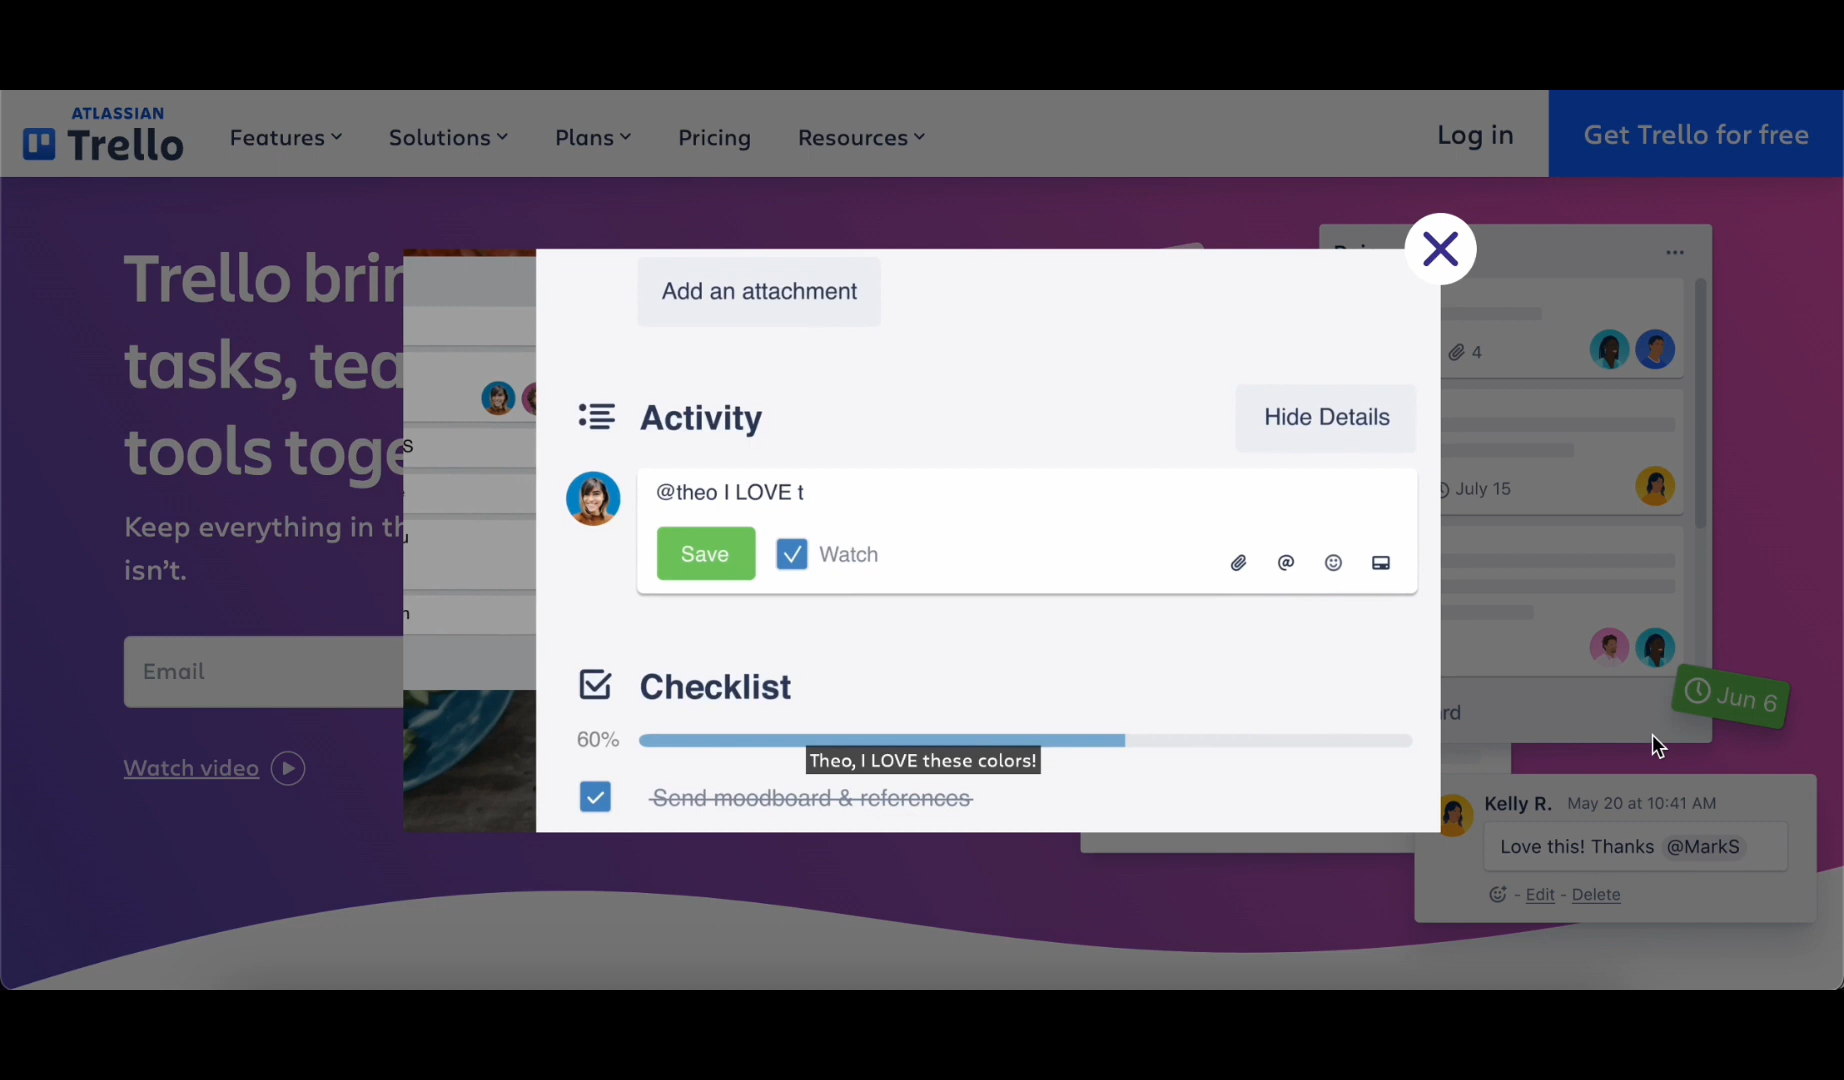 ATLASSIAN
Trello
Features
Solutions
Plans
Pricing
Resources
Log in
Get Trello for free
Trello brin
tasks, tea
tools toge
Keep everything in th
isn't.
Email
Watch video
Add an attachment
Activity
Hide Details
@theo I LOVE t
Save
Watch
Checklist
60%
Theo, I LOVE these colors!
Send moodboard & references
4
July 15
rd
Jun 6
Kelly R. May 20 at 10:41 AM
Love this! Thanks @MarkS
- Edit - Delete